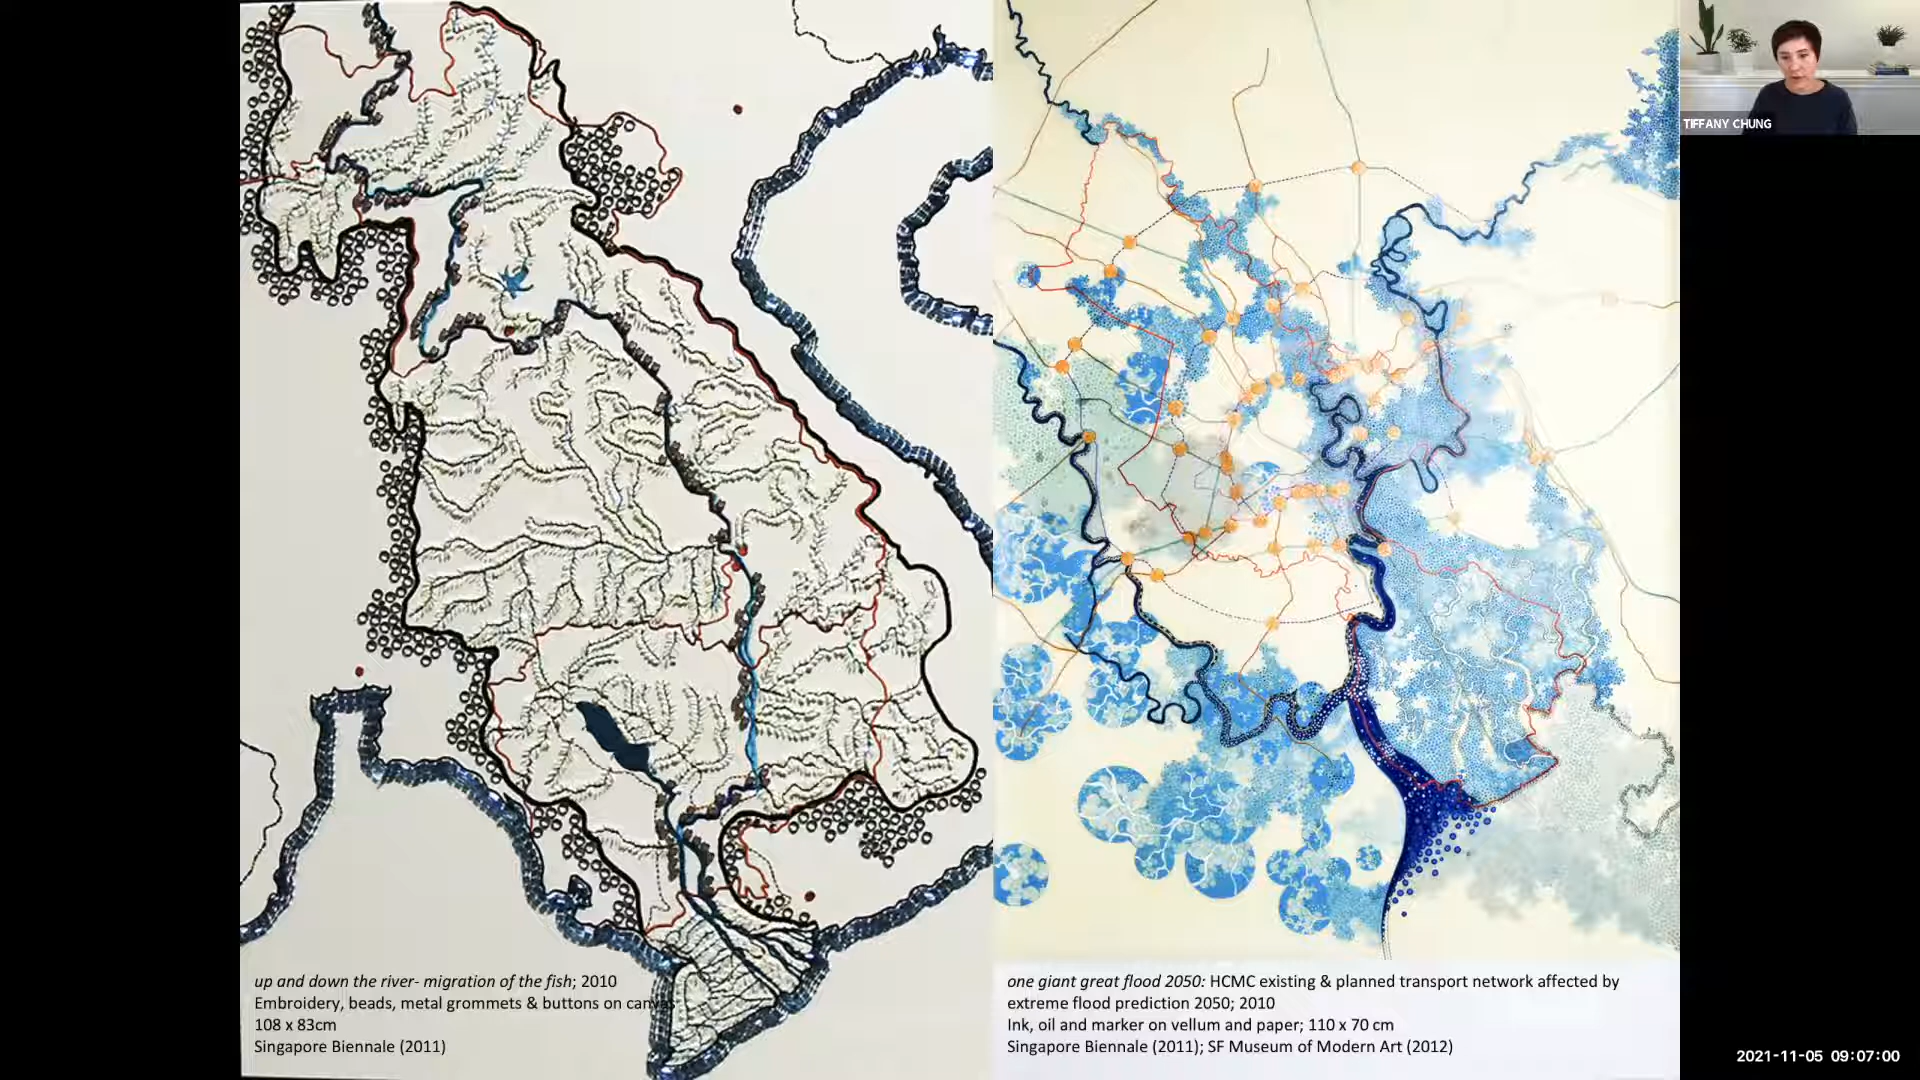 TIFFANY CHUNG
up and down the river- migration of the fish; 2010
Embroidery, beads, metal grommets & buttons on canvas
108 x 83cm
Singapore Biennale (2011)
one giant great flood 2050: HCMC existing & planned transport network affected by
extreme flood prediction 2050; 2010
Ink, oil and marker on vellum and paper; 110 x 70 cm
Singapore Biennale (2011); SF Museum of Modern Art (2012)
2021-11-05 09:07:00